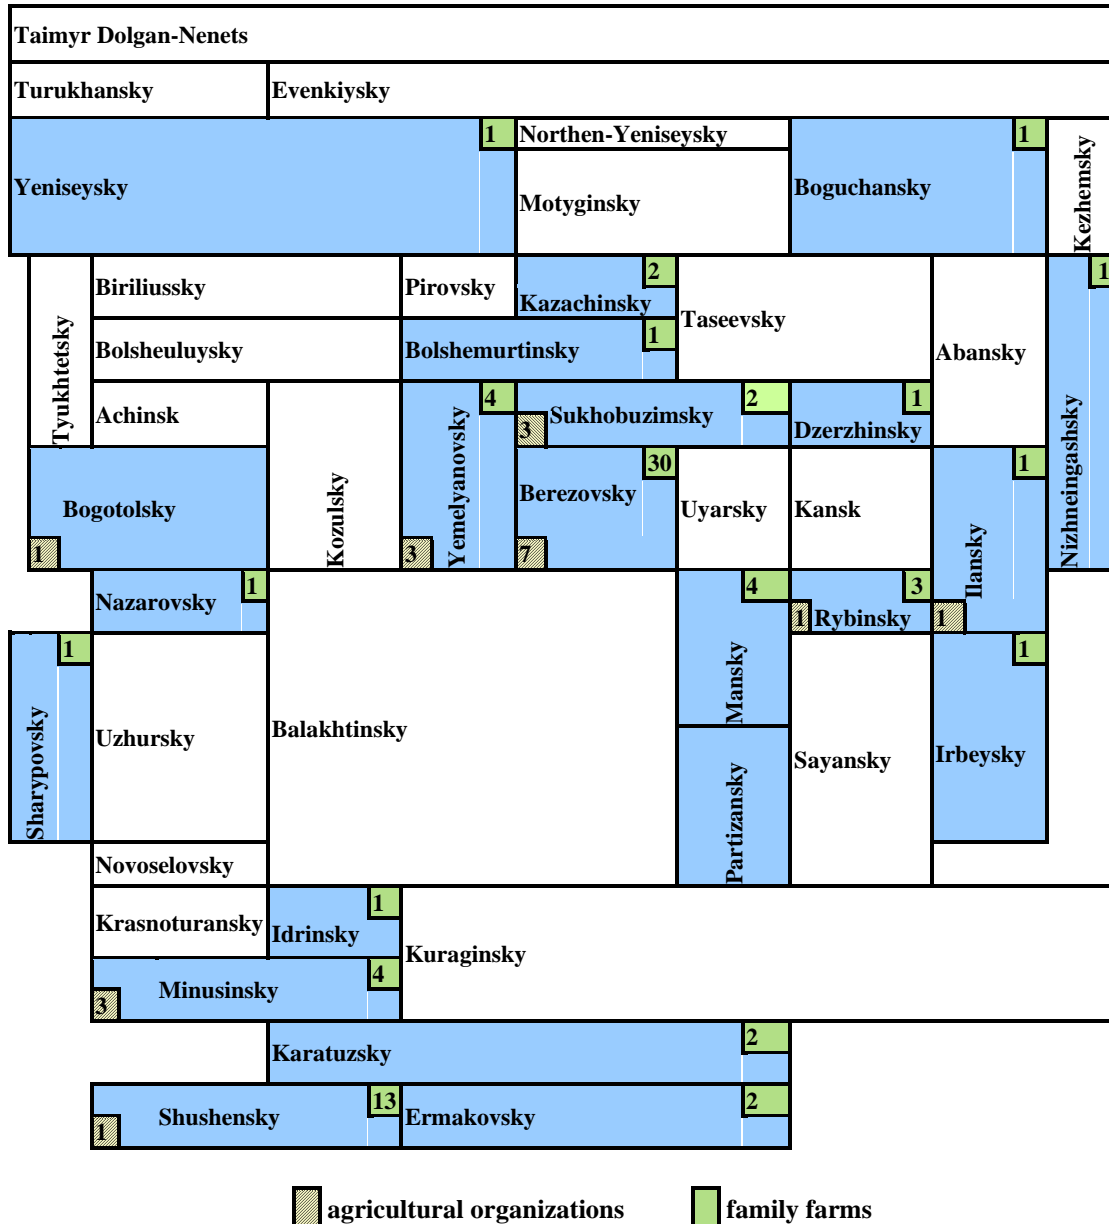 Taimyr Dolgan-Nenets
Turukhansky Evenkiysky
1 Northen-Yeniseysky 1
Yeniseysky Motyginsky Boguchansky Kezhemsky
Biriliussky Pirovsky 2 1
Kazachinsky Taseevsky
Tyukhtetsky Bolsheuluysky Bolshemurtinsky 1 Abansky
Nizhneingashsky
Achinsk 4 3 Sukhobuzimsky 2 1
Dzerzhinsky
Bogotolsky 1 Kozulsky Yemelyanovsky 3 Berezovsky 30 7 Uyarsky Kansk 1
Ilansky 1
Nazarovsky 1 4 1 Rybinsky 3
Mansky
Sharypovsky 1 Uzhursky Balakhtinsky Sayansky Irbeysky 1
Partizansky
Novoselovsky
Krasnoturansky Idrinsky 1 Kuraginsky
Minusinsky 4
3
Karatuzsky 2
Shushensky 13 Ermakovsky 2
1
agricultural organizations family farms